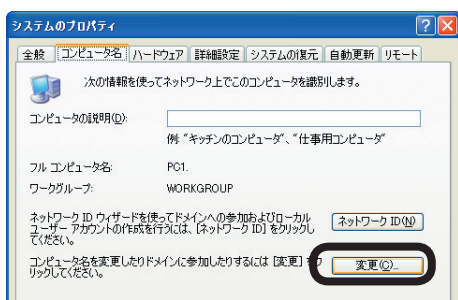 システムのプロパティ
全般 コンピュータ名 ハードウェア 詳細設定 システムの復元 自動更新 リモート
次の情報を使ってネットワーク上でこのコンピュータを識別します。
コンピュータの説明(D):
例: "キッチンのコンピュータ"、"仕事用コンピュータ"
フル コンピュータ名: PC1.
ワークグループ: WORKGROUP
ネットワーク ID ウィザードを使ってドメインへの参加およびローカル
ユーザー アカウントの作成を行うには、[ネットワーク ID] をクリックし
てください。
ネットワーク ID(N)
コンピュータ名を変更したりドメインに参加したりするには [変更] をク
リックしてください。
変更(C)...